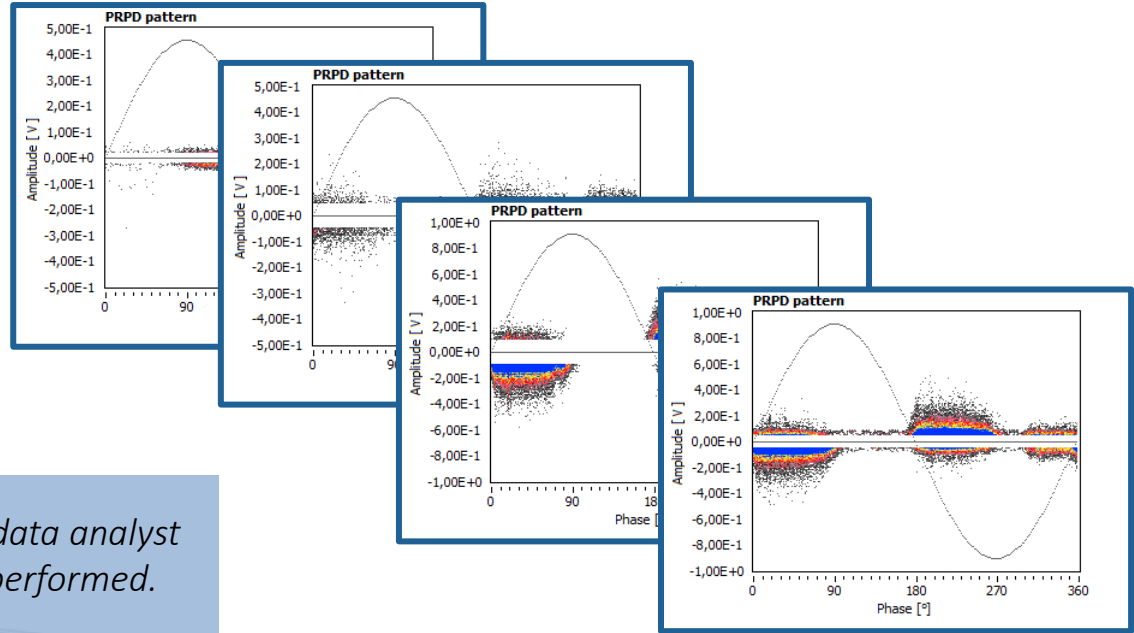 PRPD pattern
5,00E-1
4,00E-1
3,00E-1
2,00E-1
1,00E-1
0,00E+0
-1,00E-1
-2,00E-1
-3,00E-1
-4,00E-1
-5,00E-1
Amplitude [ V ]
0
90
PRPD pattern
5,00E-1
4,00E-1
3,00E-1
2,00E-1
1,00E-1
0,00E+0
-1,00E-1
-2,00E-1
-3,00E-1
-4,00E-1
-5,00E-1
Amplitude [ V ]
0
PRPD pattern
1,00E+0
8,00E-1
6,00E-1
4,00E-1
2,00E-1
0,00E+0
-2,00E-1
-4,00E-1
-6,00E-1
-8,00E-1
-1,00E+0
Amplitude [ V ]
0
90
Phase [
PRPD pattern
1,00E+0
8,00E-1
6,00E-1
4,00E-1
2,00E-1
0,00E+0
-2,00E-1
-4,00E-1
-6,00E-1
-8,00E-1
-1,00E+0
Amplitude [ V ]
0
90
180
270
360
Phase [º]
data analyst
performed.